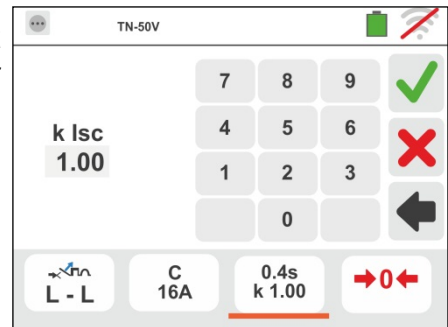 TN-50V
k Isc
1.00
7 8 9
4 5 6
1 2 3
0
L - L
C
16A
0.4s
k 1.00
0